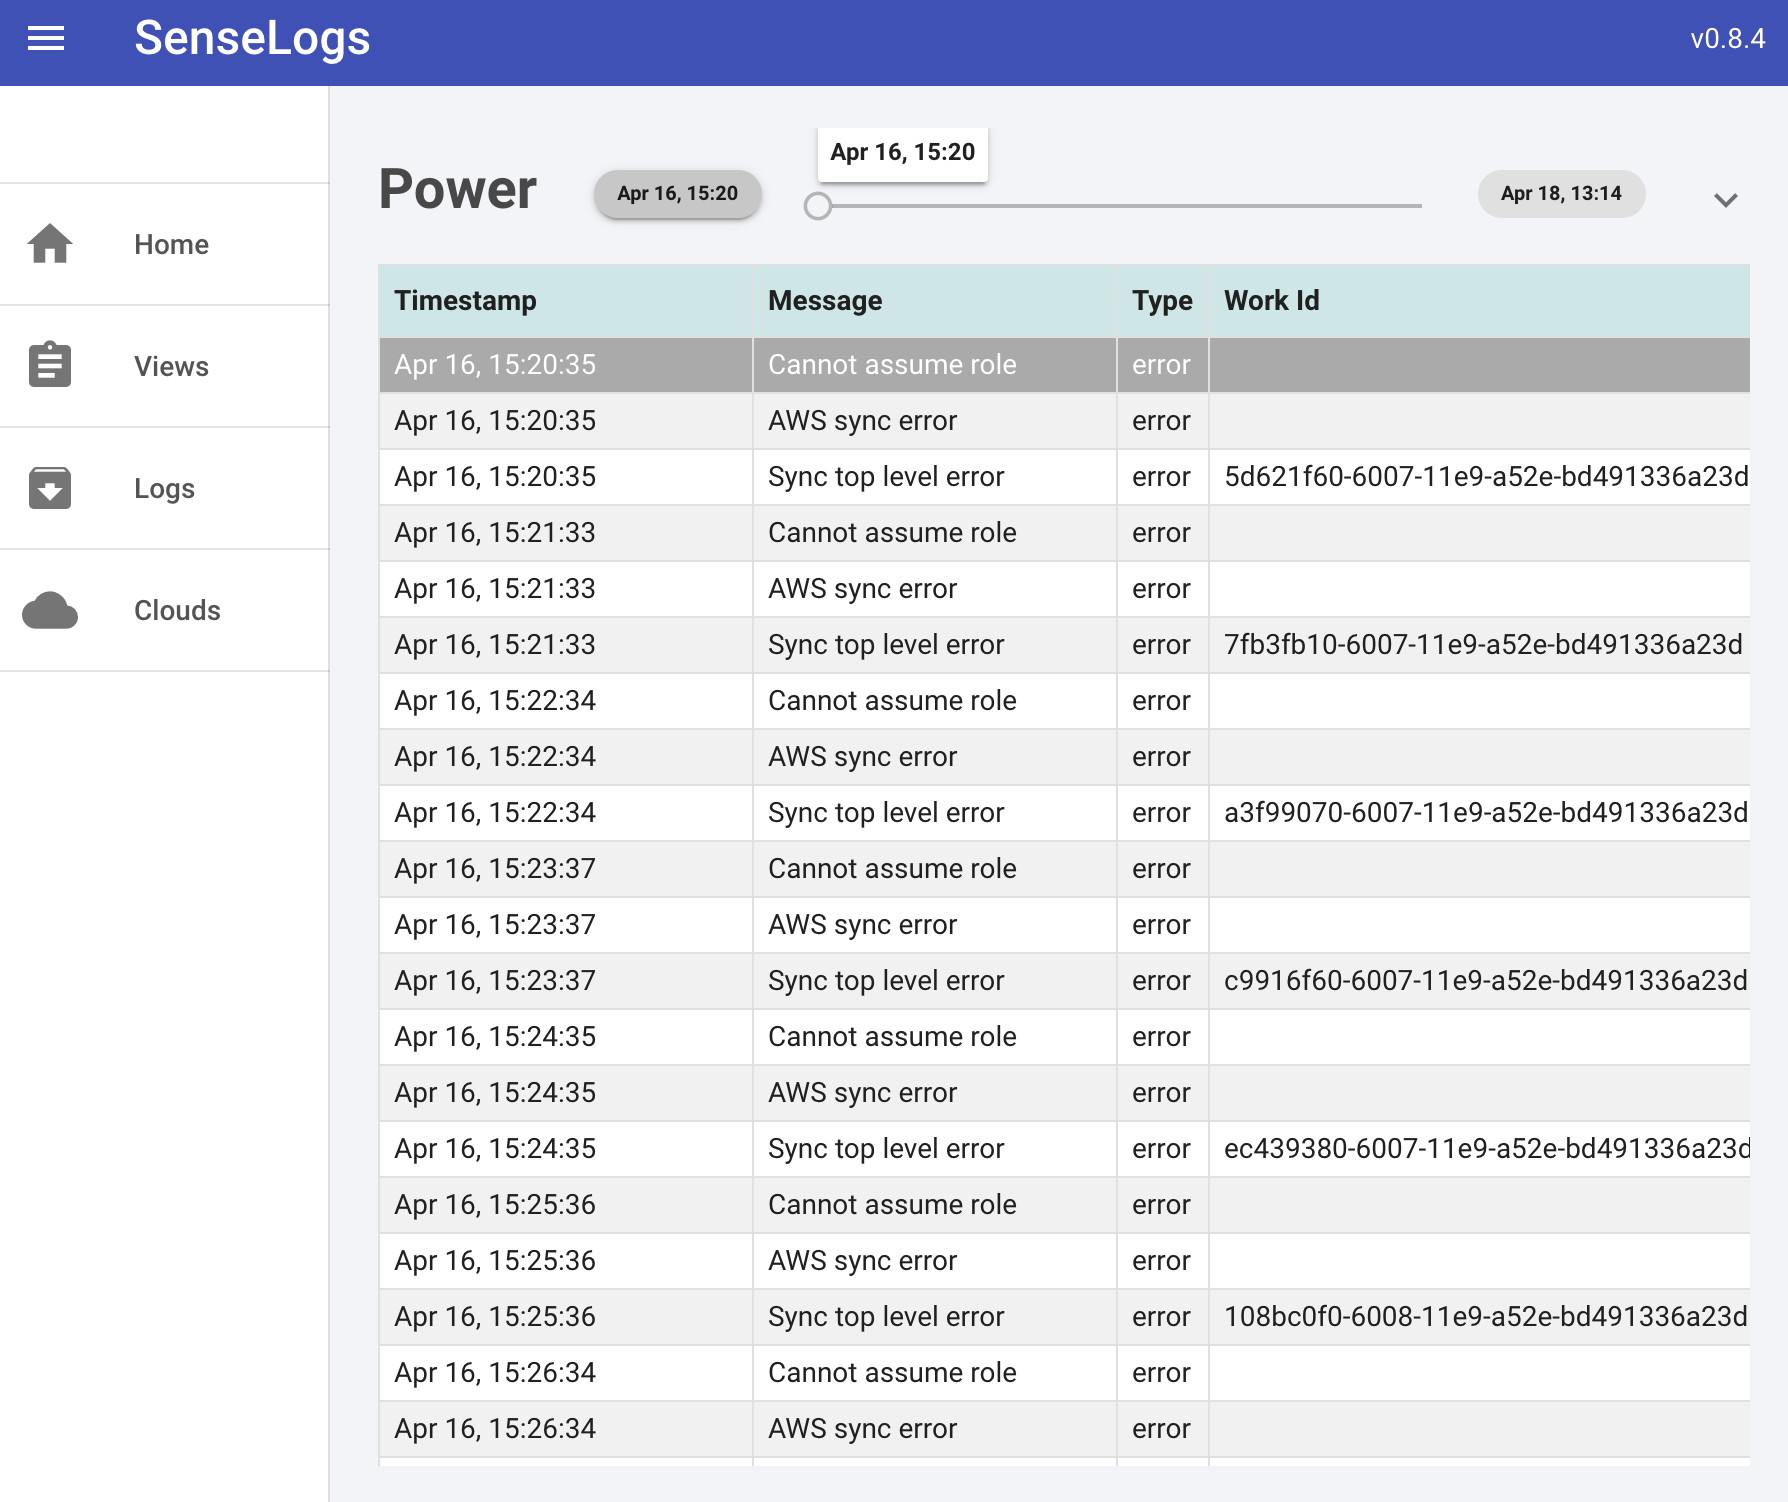 SenseLogs v0.8.4
Apr 16, 15:20
Power Apr 16, 15:20 Apr 18, 13:14
Home
Views
Logs
Clouds
Timestamp Message Type Work Id
Apr 16, 15:20:35 Cannot assume role error
Apr 16, 15:20:35 AWS sync error error
Apr 16, 15:20:35 Sync top level error error 5d621f60-6007-11e9-a52e-bd491336a23d
Apr 16, 15:21:33 Cannot assume role error
Apr 16, 15:21:33 AWS sync error error
Apr 16, 15:21:33 Sync top level error error 7fb3fb10-6007-11e9-a52e-bd491336a23d
Apr 16, 15:22:34 Cannot assume role error
Apr 16, 15:22:34 AWS sync error error
Apr 16, 15:22:34 Sync top level error error a3f99070-6007-11e9-a52e-bd491336a23d
Apr 16, 15:23:37 Cannot assume role error
Apr 16, 15:23:37 AWS sync error error
Apr 16, 15:23:37 Sync top level error error c9916f60-6007-11e9-a52e-bd491336a23d
Apr 16, 15:24:35 Cannot assume role error
Apr 16, 15:24:35 AWS sync error error
Apr 16, 15:24:35 Sync top level error error ec439380-6007-11e9-a52e-bd491336a23d
Apr 16, 15:25:36 Cannot assume role error
Apr 16, 15:25:36 AWS sync error error
Apr 16, 15:25:36 Sync top level error error 108bc0f0-6008-11e9-a52e-bd491336a23d
Apr 16, 15:26:34 Cannot assume role error
Apr 16, 15:26:34 AWS sync error error